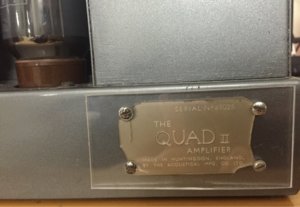 SERIAL No
THE
QUAD II
AMPLIFIER
MADE IN HUNTINGDON, ENGLAND,
BY THE ACOUSTICAL MFG. CO. LTD.